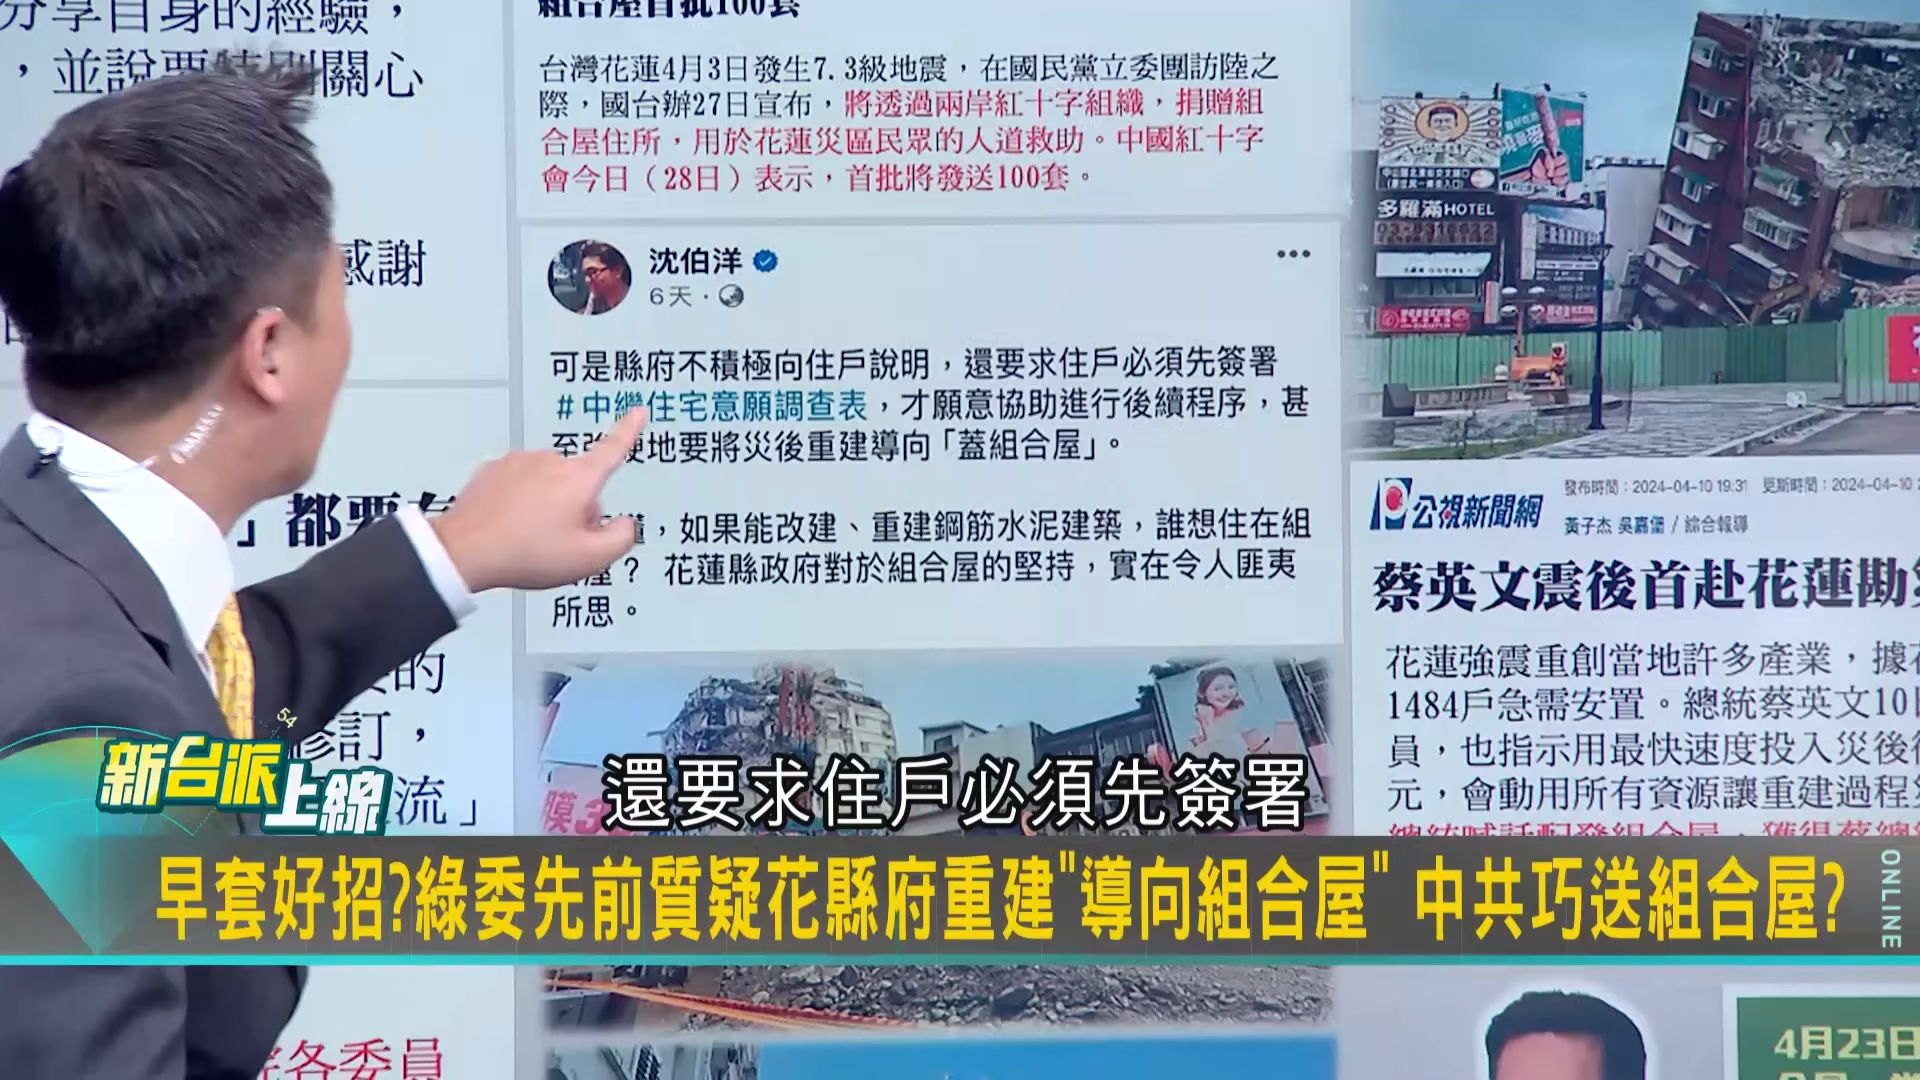 分享自身的經驗，
，並說要特別關心
感謝
」都要有
的
修訂，
流」
各委員
組合屋首批100套
台灣花蓮4月3日發生7.3級地震，在國民黨立委團訪陸之
際，國台辦27日宣布，將透過兩岸紅十字組織，捐贈組
合屋住所，用於花蓮災區民眾的人道救助。中國紅十字
會今日（28日）表示，首批將發送100套。
沈伯洋
6天
可是縣府不積極向住戶說明，還要求住戶必須先簽署
#中繼住宅意願調查表，才願意協助進行後續程序，甚
至強硬地要將災後重建導向「蓋組合屋」。
，如果能改建、重建鋼筋水泥建築，誰想住在組
屋？ 花蓮縣政府對於組合屋的堅持，實在令人匪夷
所思。
多羅滿HOTEL
公視新聞網
發布時間：2024-04-10 19:31 更新時間：2024-04-10
黃子杰 吳嘉堡 / 綜合報導
蔡英文震後首赴花蓮勘
花蓮強震重創當地許多產業，據
1484戶急需安置。總統蔡英文10
員，也指示用最快速度投入災後
元，會動用所有資源讓重建過程
4月23日
還要求住戶必須先簽署
新台派
上線
早套好招?綠委先前質疑花縣府重建"導向組合屋" 中共巧送組合屋?
ONLINE